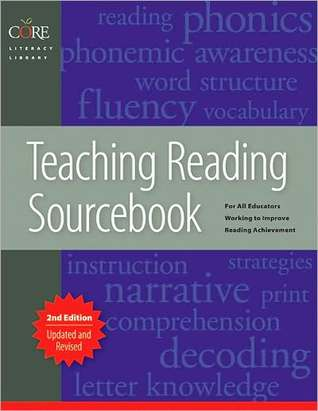 CORE
LITERACY
LIBRARY
reading phonics
phonemic awareness
word structure
fluency vocabulary
Teaching Reading
Sourcebook
For All Educators
Working to Improve
Reading Achievement
instruction strategies
narrative print
comprehension
decoding
letter knowledge
2nd Edition
Updated and
Revised